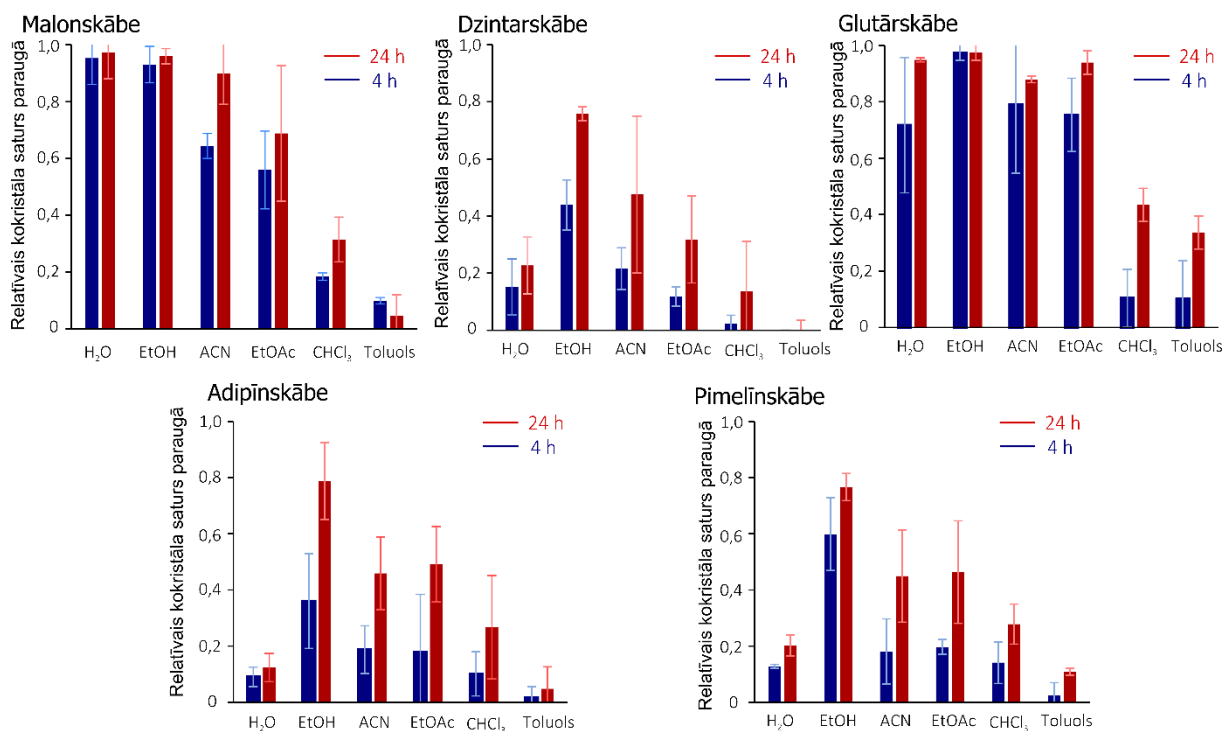 Malonskābe
Relatīvais kokristāla saturs paraugā
1,0
0,8
0,6
0,4
0,2
0
24 h
4 h
H₂O EtOH ACN EtOAc CHCl₃ Toluols
Dzintarskābe
Relatīvais kokristāla saturs paraugā
1,0
0,8
0,6
0,4
0,2
0
24 h
4 h
H₂O EtOH ACN EtOAc CHCl₃ Toluols
Glutārskābe
Relatīvais kokristāla saturs paraugā
1,0
0,8
0,6
0,4
0,2
0
24 h
4 h
H₂O EtOH ACN EtOAc CHCl₃ Toluols
Adipīnskābe
Relatīvais kokristāla saturs paraugā
1,0
0,8
0,6
0,4
0,2
0
24 h
4 h
H₂O EtOH ACN EtOAc CHCl₃ Toluols
Pimelīnskābe
Relatīvais kokristāla saturs paraugā
1,0
0,8
0,6
0,4
0,2
0
24 h
4 h
H₂O EtOH ACN EtOAc CHCl₃ Toluols